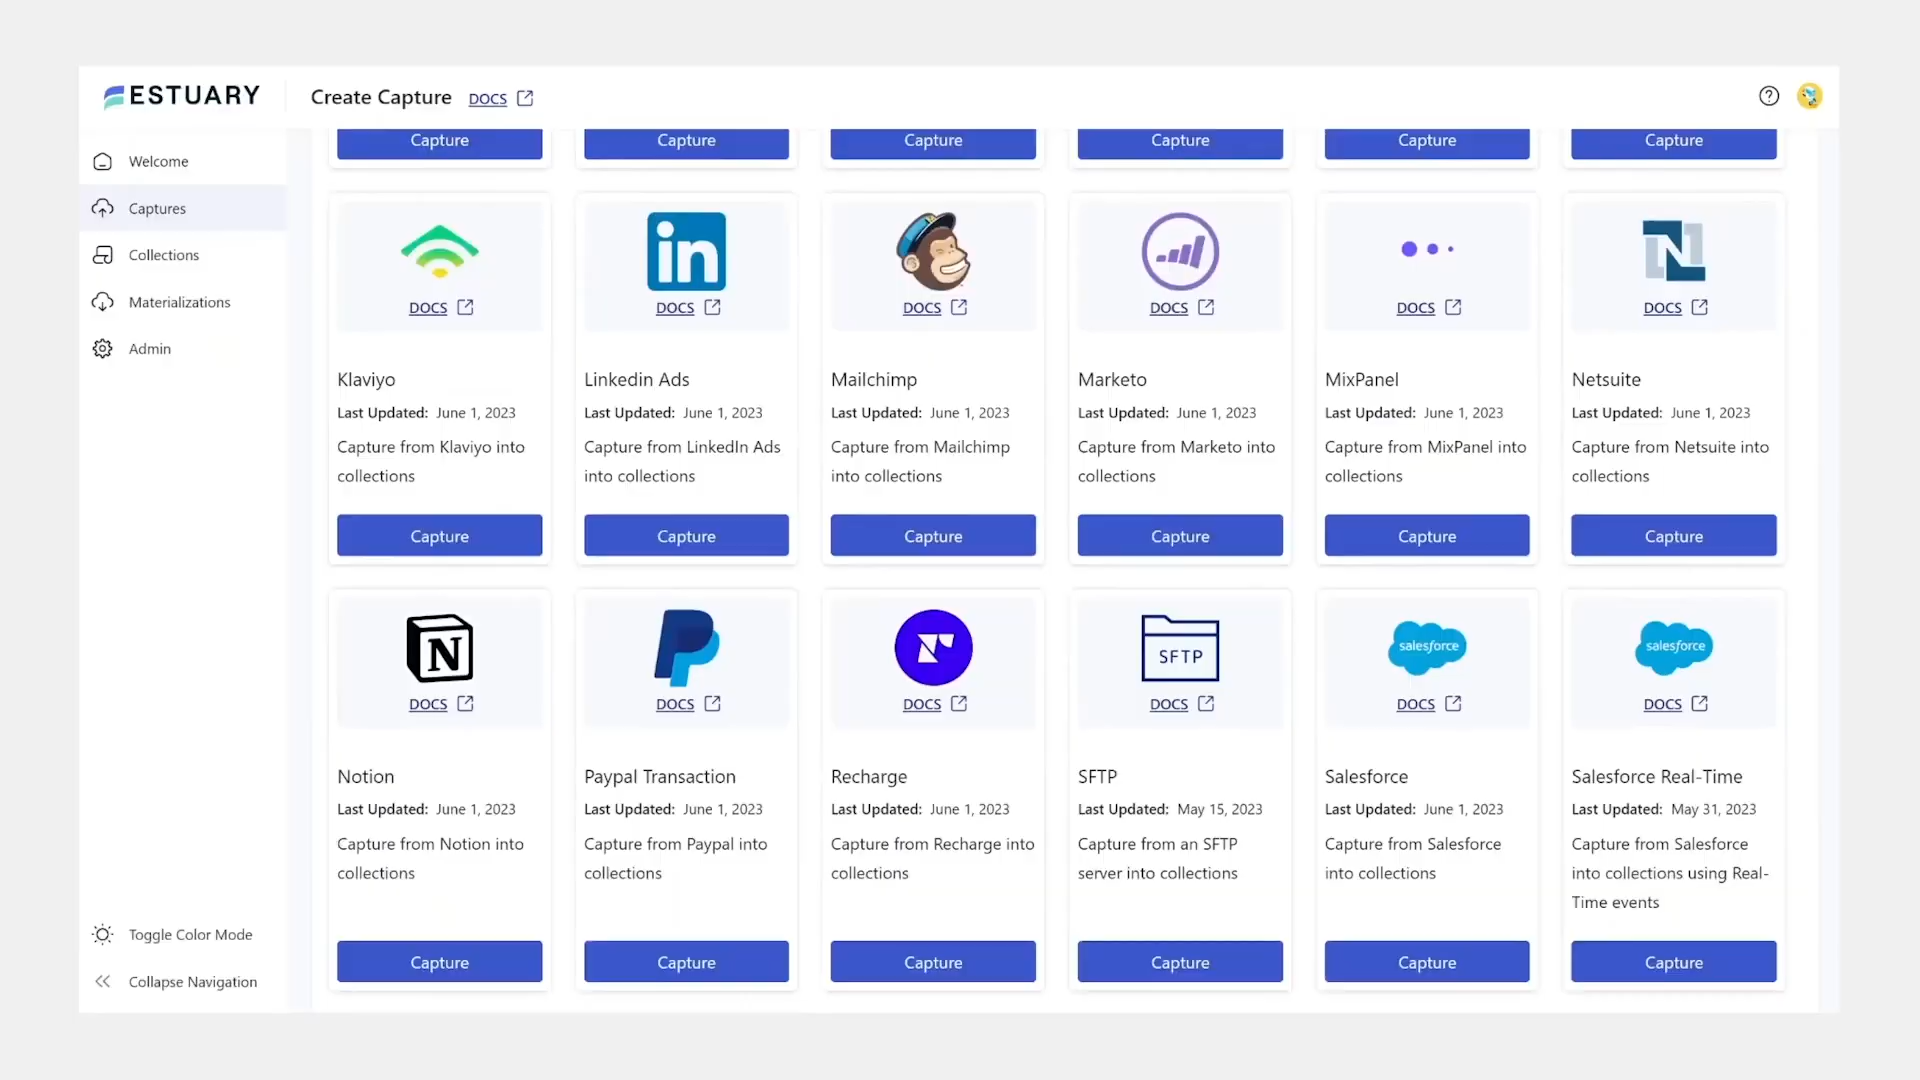 ESTUARY
Create Capture DOCS
Welcome
Captures
Collections
Materializations
Admin
Toggle Color Mode
Collapse Navigation
Capture Capture Capture Capture Capture Capture
in
N
DOCS DOCS DOCS DOCS DOCS DOCS
Klaviyo Linkedin Ads Mailchimp Marketo MixPanel Netsuite
Last Updated: June 1, 2023 Last Updated: June 1, 2023 Last Updated: June 1, 2023 Last Updated: June 1, 2023 Last Updated: June 1, 2023 Last Updated: June 1, 2023
Capture from Klaviyo into Capture from LinkedIn Ads Capture from Mailchimp Capture from Marketo into Capture from MixPanel into Capture from Netsuite into
collections into collections into collections collections collections collections
Capture Capture Capture Capture Capture Capture
N SFTP salesforce salesforce
DOCS DOCS DOCS DOCS DOCS DOCS
Notion Paypal Transaction Recharge SFTP Salesforce Salesforce Real-Time
Last Updated: June 1, 2023 Last Updated: June 1, 2023 Last Updated: June 1, 2023 Last Updated: May 15, 2023 Last Updated: June 1, 2023 Last Updated: May 31, 2023
Capture from Notion into Capture from Paypal into Capture from Recharge into Capture from an SFTP Capture from Salesforce Capture from Salesforce
collections collections collections server into collections into collections into collections using Real-
Time events
Capture Capture Capture Capture Capture Capture